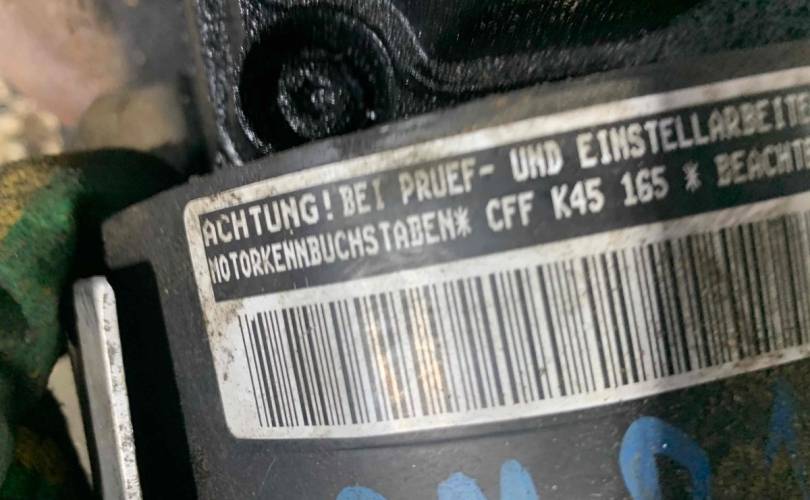 ACHTUNG! BEI PRUEF- UND EINSTELLARBEITE
MOTORKENNBUCHSTABEN* CFF K45 165 * BEACHTE